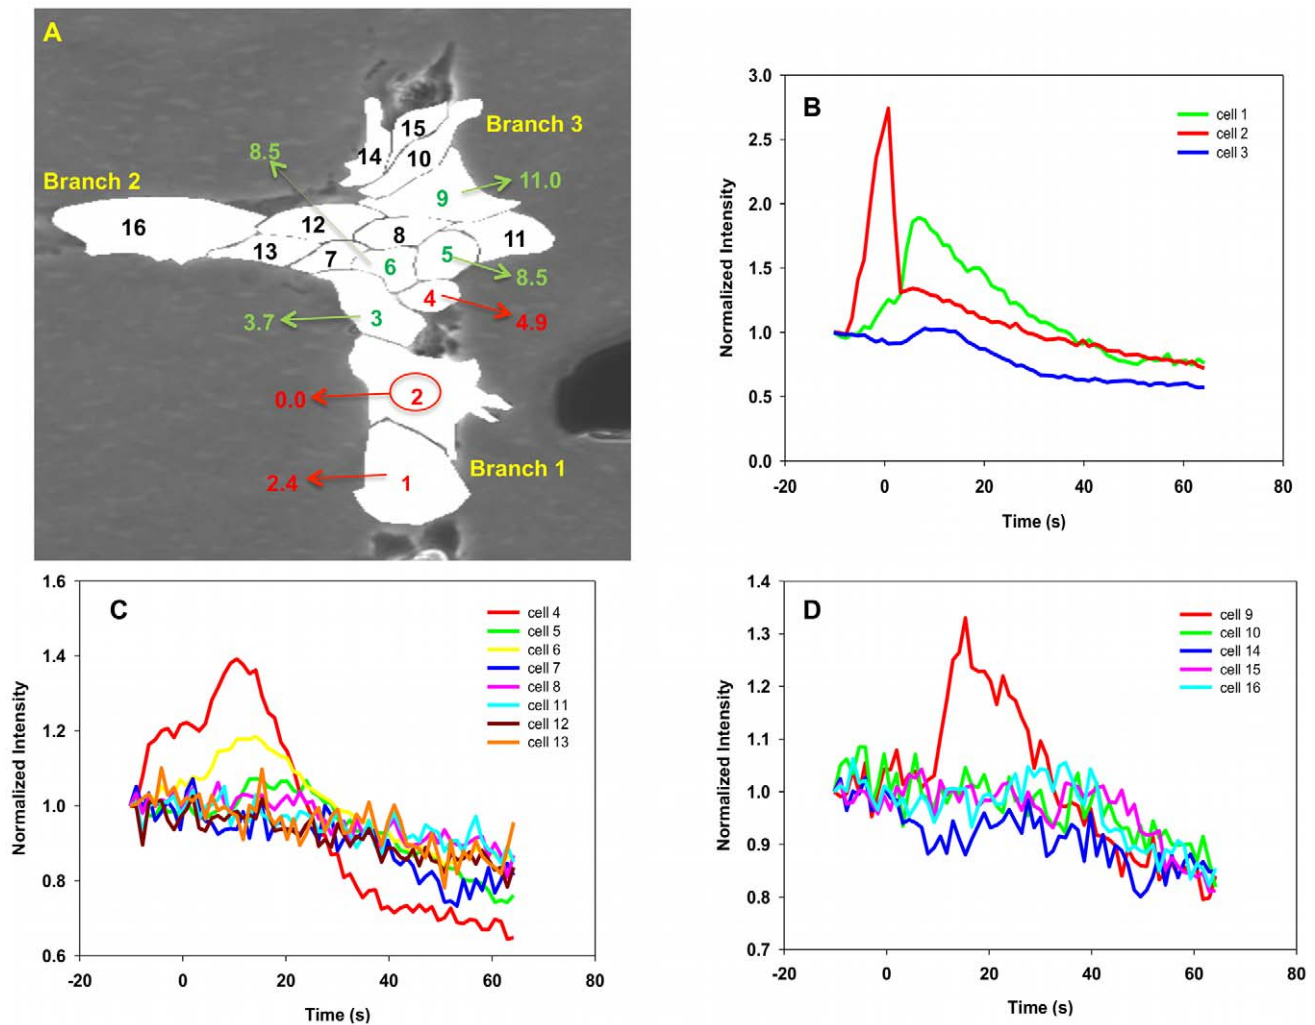 A
15
Branch 3
8.5
14
10
Branch 2
11.0
9
16
12
8
11
13
7
6
5
8.5
4
3.7
3
4.9
0.0
2
Branch 1
2.4
1
B
3.0
2.5
2.0
1.5
1.0
0.5
0.0
Normalized Intensity
cell 1
cell 2
cell 3
-20
0
20
40
60
80
Time (s)
C
1.6
1.4
1.2
1.0
0.8
0.6
Normalized Intensity
cell 4
cell 5
cell 6
cell 7
cell 8
cell 11
cell 12
cell 13
-20
0
20
40
60
80
Time (s)
D
1.4
1.3
1.2
1.1
1.0
0.9
0.8
0.7
Normalized Intensity
cell 9
cell 10
cell 14
cell 15
cell 16
-20
0
20
40
60
80
Time (s)